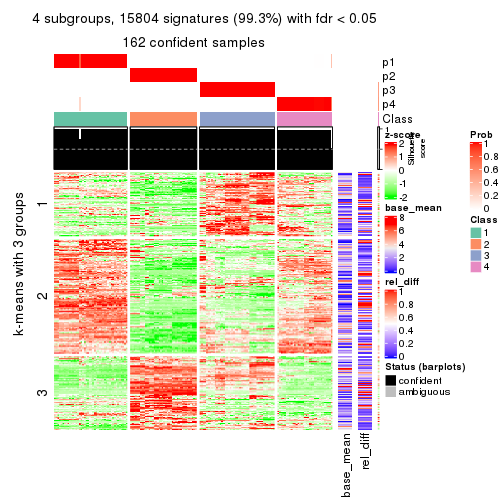 4 subgroups, 15804 signatures (99.3%) with fdr < 0.05
162 confident samples
p1
p2
p3
p4
Class
1
Silhouette
score
k-means with 3 groups
1
2
3
z-score
2
1
0
-1
-2
base_mean
8
6
4
2
0
rel_diff
1
0.8
0.6
0.4
0.2
0
Prob
1
0.8
0.6
0.4
0.2
0
Class
1
2
3
4
Status (barplots)
confident
ambiguous
base_mean
rel_diff